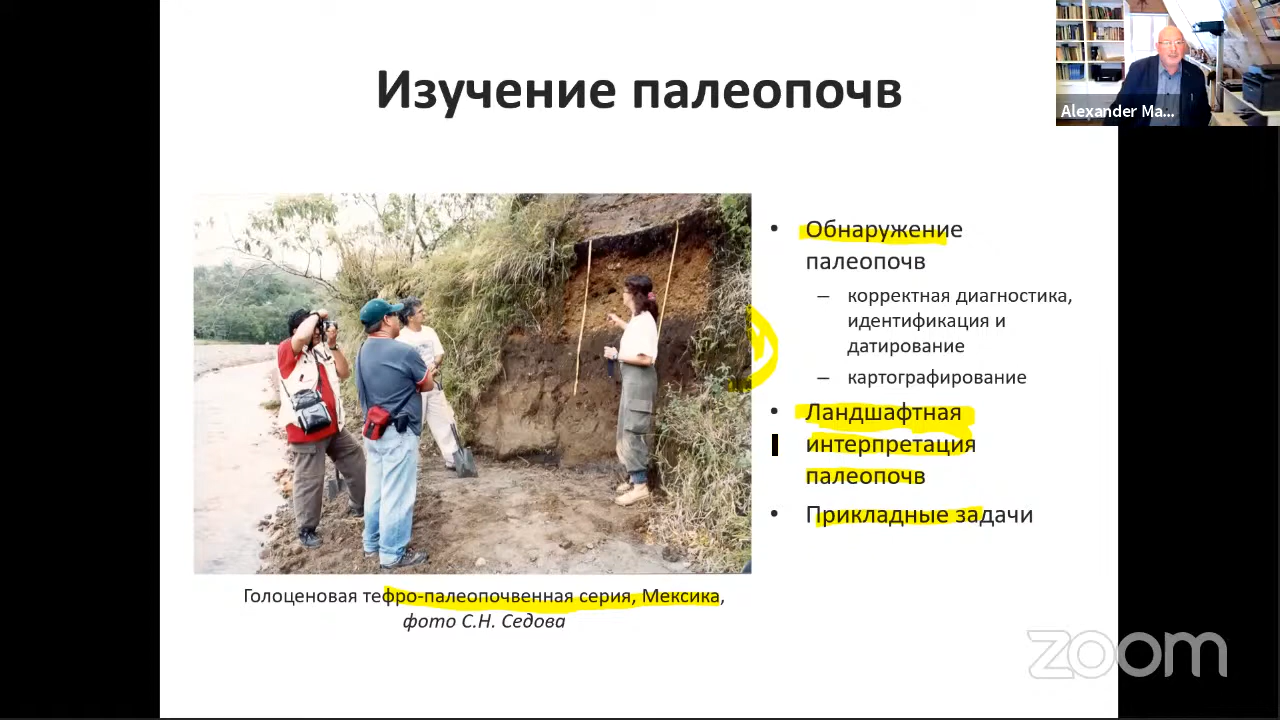 Изучение палеопочв
Alexander Ma...
• Обнаружение
палеопочв
– корректная диагностика,
идентификация и
датирование
– картографирование
• Ландшафтная
интерпретация
палеопочв
• Прикладные задачи
Голоценовая тефро-палеопочвенная серия, Мексика,
фото С.Н. Седова
zoom